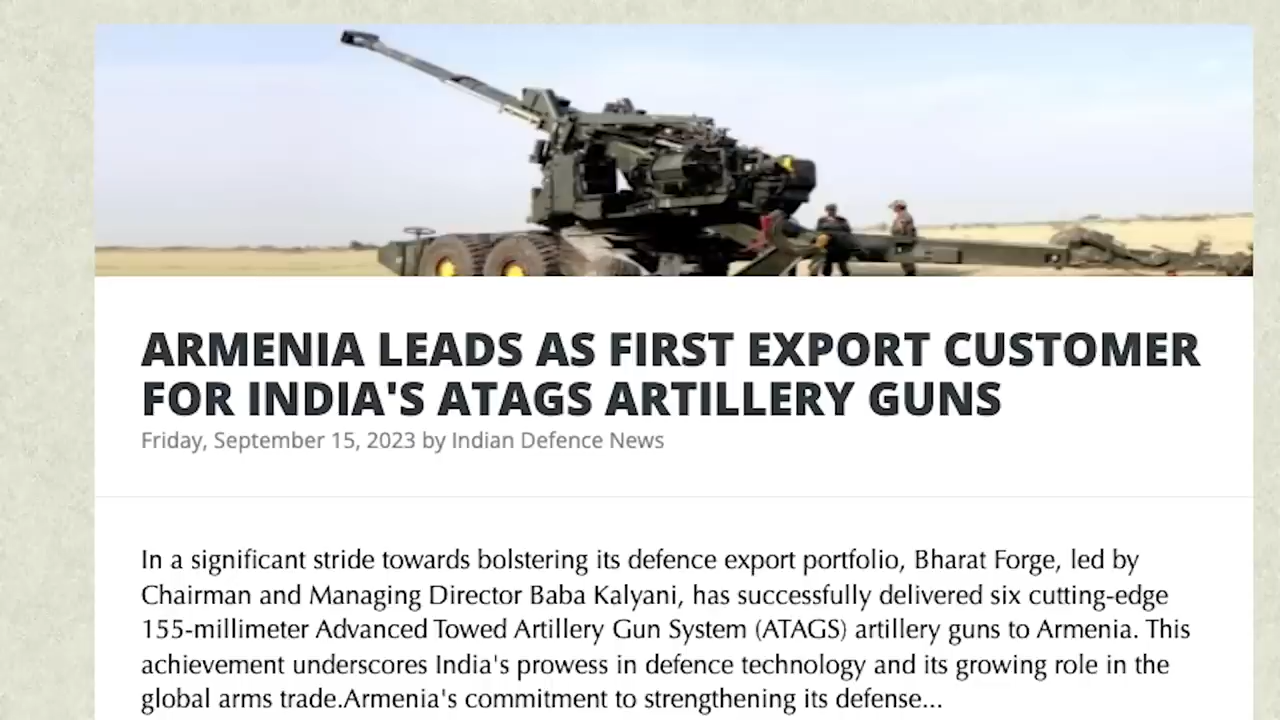 ARMENIA LEADS AS FIRST EXPORT CUSTOMER
FOR INDIA'S ATAGS ARTILLERY GUNS
Friday, September 15, 2023 by Indian Defence News
In a significant stride towards bolstering its defence export portfolio, Bharat Forge, led by
Chairman and Managing Director Baba Kalyani, has successfully delivered six cutting-edge
155-millimeter Advanced Towed Artillery Gun System (ATAGS) artillery guns to Armenia. This
achievement underscores India's prowess in defence technology and its growing role in the
global arms trade.Armenia's commitment to strengthening its defense...